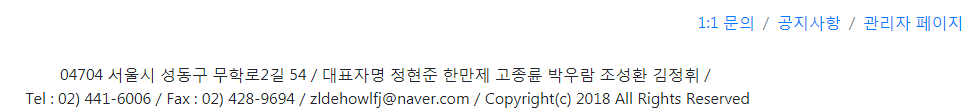 1:1 문의 / 공지사항 / 관리자 페이지
04704 서울시 성동구 무학로2길 54 / 대표자명 정현준 한만제 고종륜 박우람 조성환 김정휘 /
Tel : 02) 441-6006 / Fax : 02) 428-9694 / zldehowlfj@naver.com / Copyright(c) 2018 All Rights Reserved